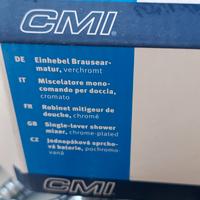 CMI
DE Einhebel Brausear-
matur, verchromt
IT Miscelatore mono-
comando per doccia,
cromato
FR Robinet mitigeur de
douche, chromé
GB Single-lever shower
mixer, chrome-plated
CZ Jednopáková sprcho-
vá baterie, pochromo-
vaná
CMI